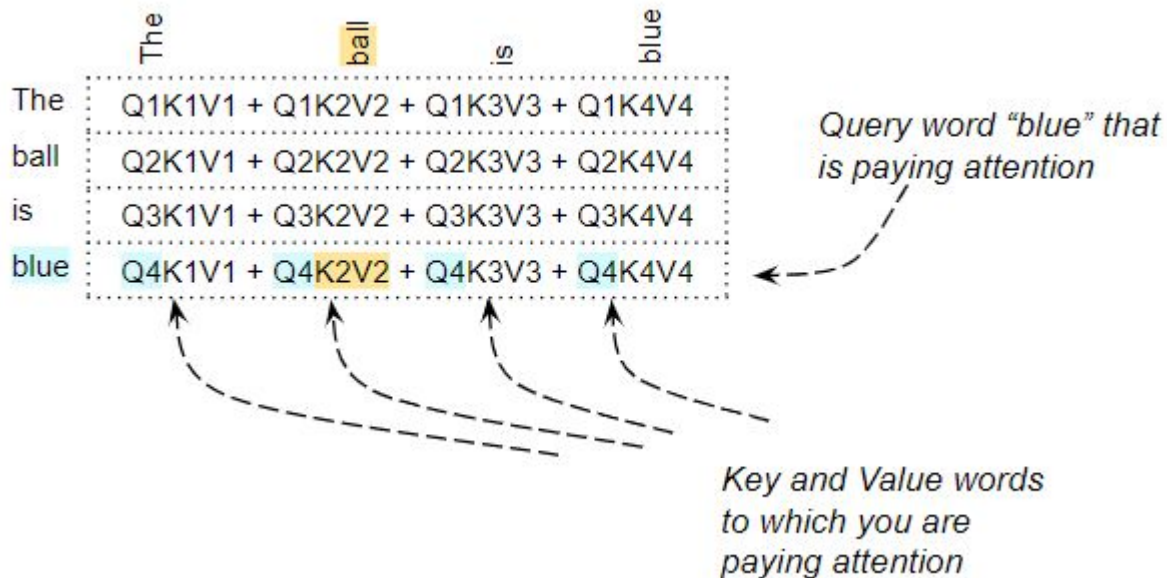 The ball is blue
The Q1K1V1 + Q1K2V2 + Q1K3V3 + Q1K4V4
ball Q2K1V1 + Q2K2V2 + Q2K3V3 + Q2K4V4
is Q3K1V1 + Q3K2V2 + Q3K3V3 + Q3K4V4
blue Q4K1V1 + Q4K2V2 + Q4K3V3 + Q4K4V4
Query word “blue” that
is paying attention
Key and Value words
to which you are
paying attention